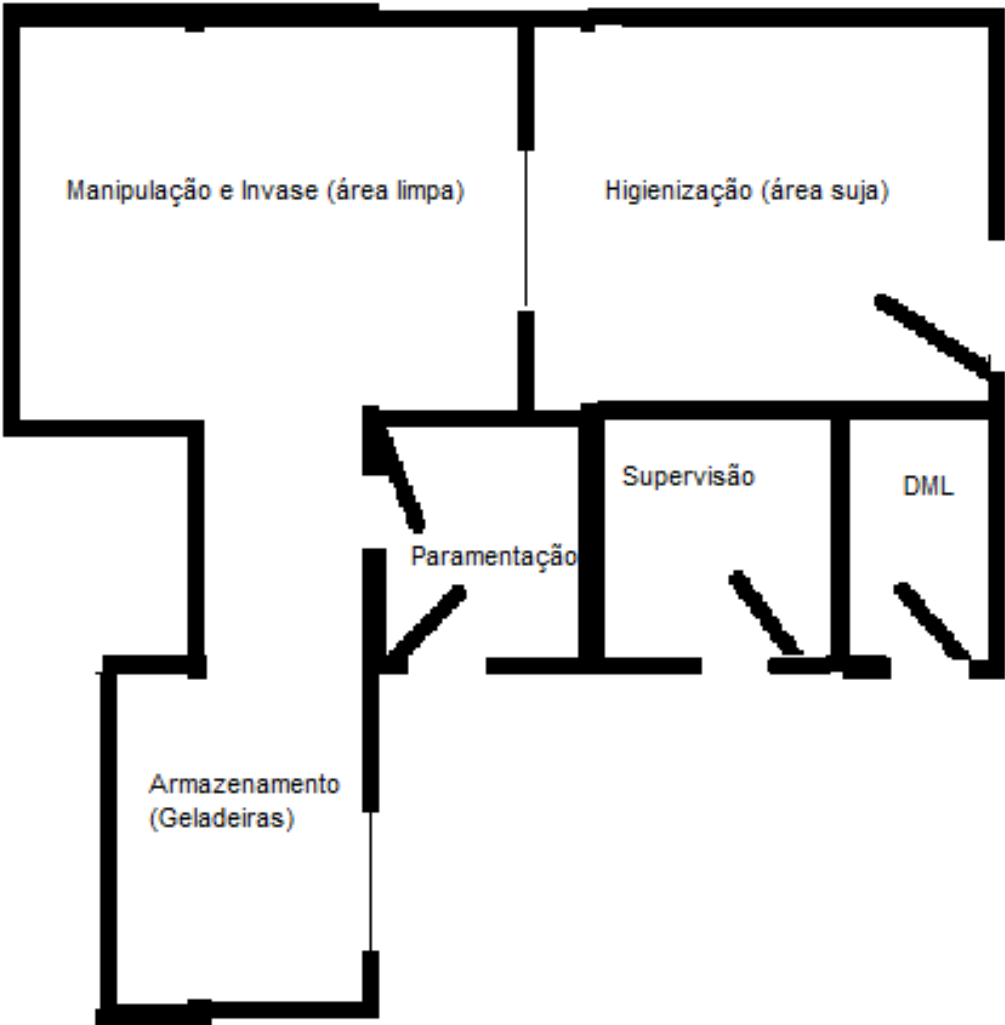 Manipulação e Invase (área limpa)
Higienização (área suja)
Supervisão
DML
Paramentação
Armazenamento
(Geladeiras)